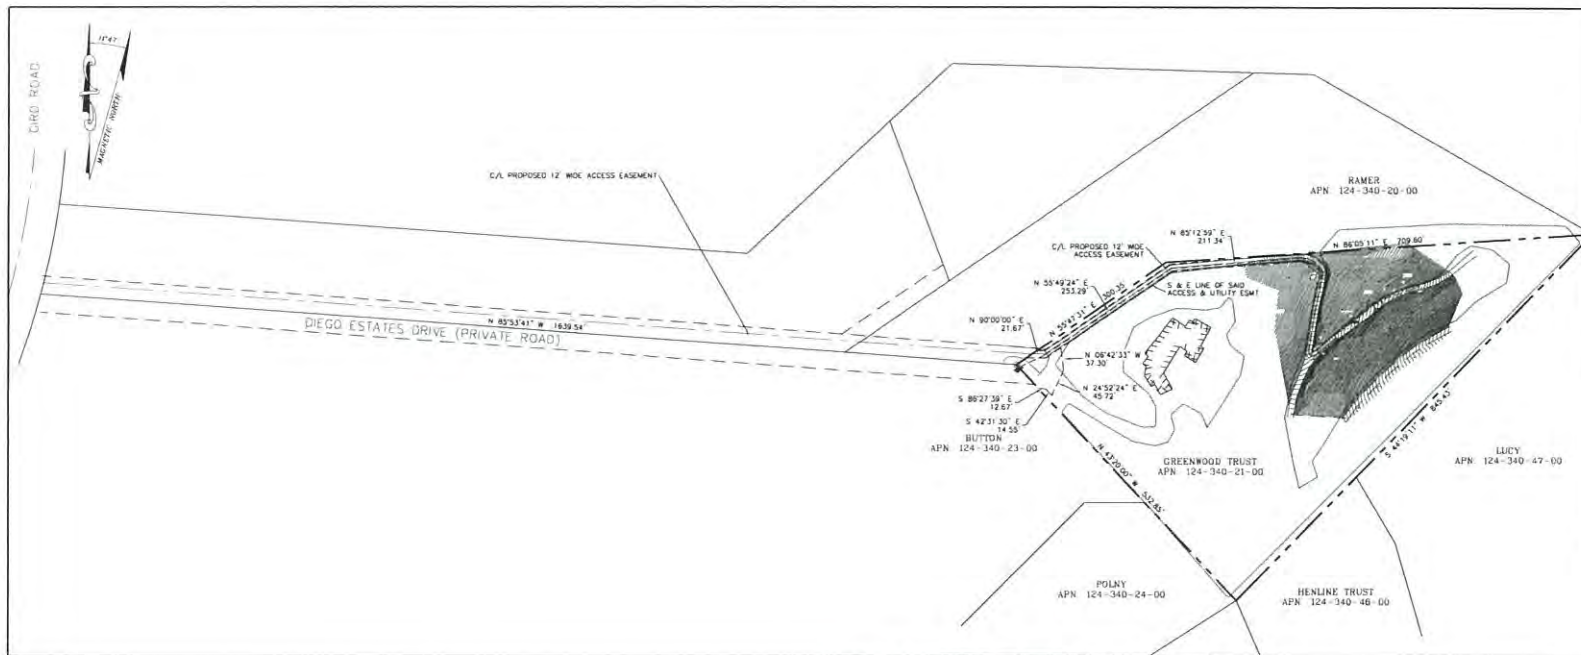 11°47'
MAGNETIC NORTH
C/L PROPOSED 12' WIDE ACCESS EASEMENT
RAMER
APN 124-340-20-00
N 85°12'59" E
211.34'
N 86°05'11" E 709.60'
C/L PROPOSED 12' WIDE
ACCESS EASEMENT
S & E LINE OF SAID
ACCESS & UTILITY ESMT
N 55°49'24" E
253.29'
N 55°47'31" E 300.35'
N 90°00'00" E
21.67'
N 85°53'41" W 1639.54'
DIEGO ESTATES DRIVE (PRIVATE ROAD)
N 06°42'33" W
37.30'
N 24°52'24" E
45.72'
S 86°27'39" E
12.67'
S 42°31'30" E
14.55'
BUTTON
APN 124-340-23-00
GREENWOOD TRUST
APN 124-340-21-00
LUCY
APN 124-340-47-00
S 44°19'11" W 845.43'
N 43°20'00" W 532.85'
POLNY
APN 124-340-24-00
HENLINE TRUST
APN 124-340-46-00
ROAD